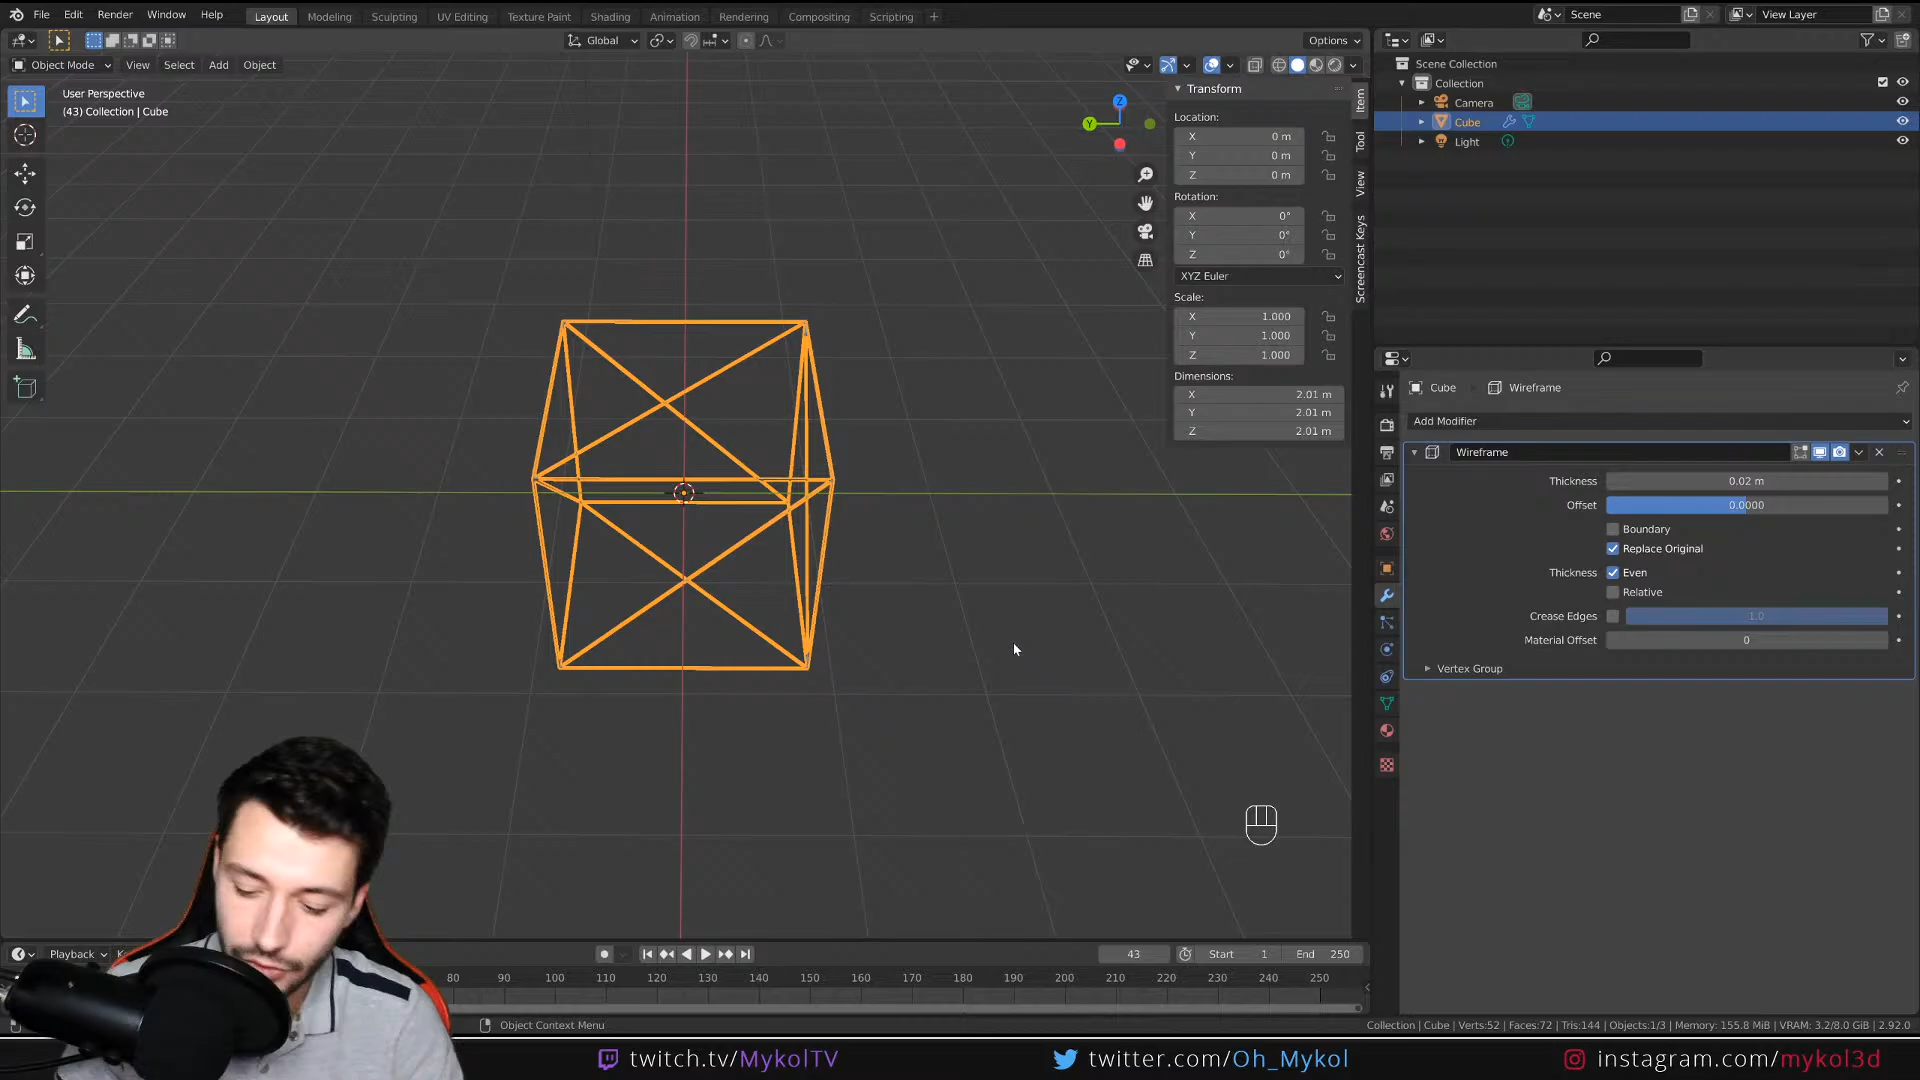 File Edit Render Window Help Layout Modeling Sculpting UV Editing Texture Paint Shading Animation Rendering Compositing Scripting + Scene View Layer
Global Options
Object Mode View Select Add Object
User Perspective
(43) Collection | Cube
Z
Y
Transform
Location:
X 0 m
Y 0 m
Z 0 m
Rotation:
X 0°
Y 0°
Z 0°
XYZ Euler
Scale:
X 1.000
Y 1.000
Z 1.000
Dimensions:
X 2.01 m
Y 2.01 m
Z 2.01 m
Item
Tool
View
Screencast Keys
Scene Collection
Collection
Camera
Cube
Light
Cube Wireframe
Add Modifier
Wireframe
Thickness 0.02 m
Offset 0.0000
Boundary
Replace Original
Thickness Even
Relative
Crease Edges 1.0
Material Offset 0
Vertex Group
Playback 43 Start 1 End 250
80 90 100 110 120 130 140 150 160 170 180 190 200 210 220 230 240 250
Object Context Menu
Collection | Cube | Verts:52 | Faces:72 | Tris:144 | Objects:1/3 | Memory: 155.8 MiB | VRAM: 3.2/8.0 GiB | 2.92.0
twitch.tv/MykolTV twitter.com/Oh_Mykol instagram.com/mykol3d